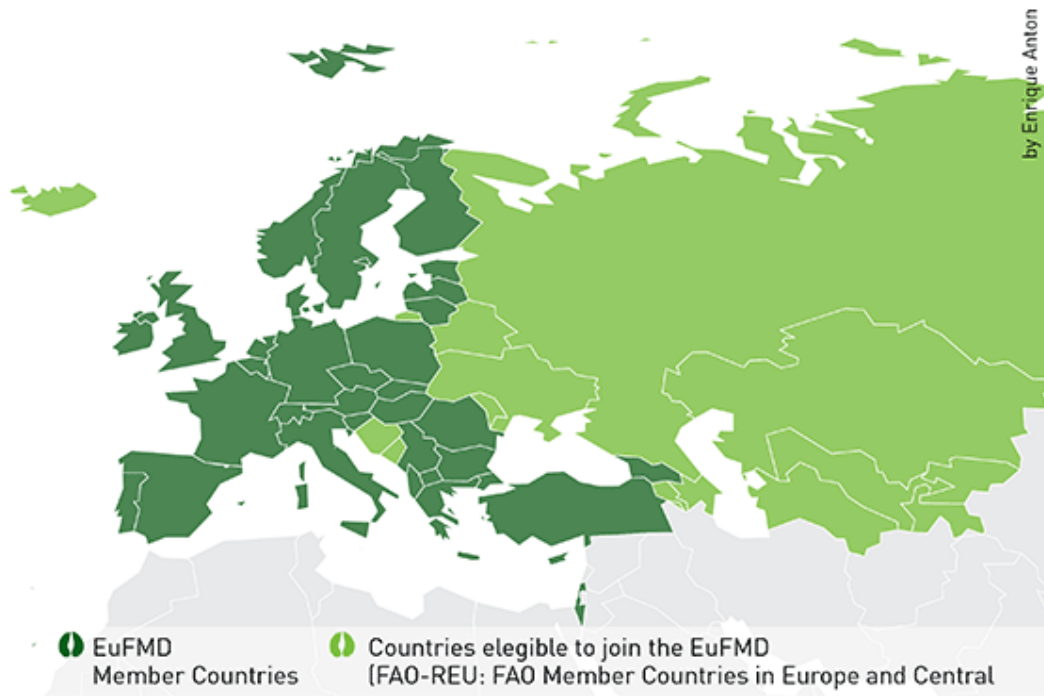 by Enrique Anton
EuFMD
Member Countries
Countries elegible to join the EuFMD
(FAO-REU: FAO Member Countries in Europe and Central